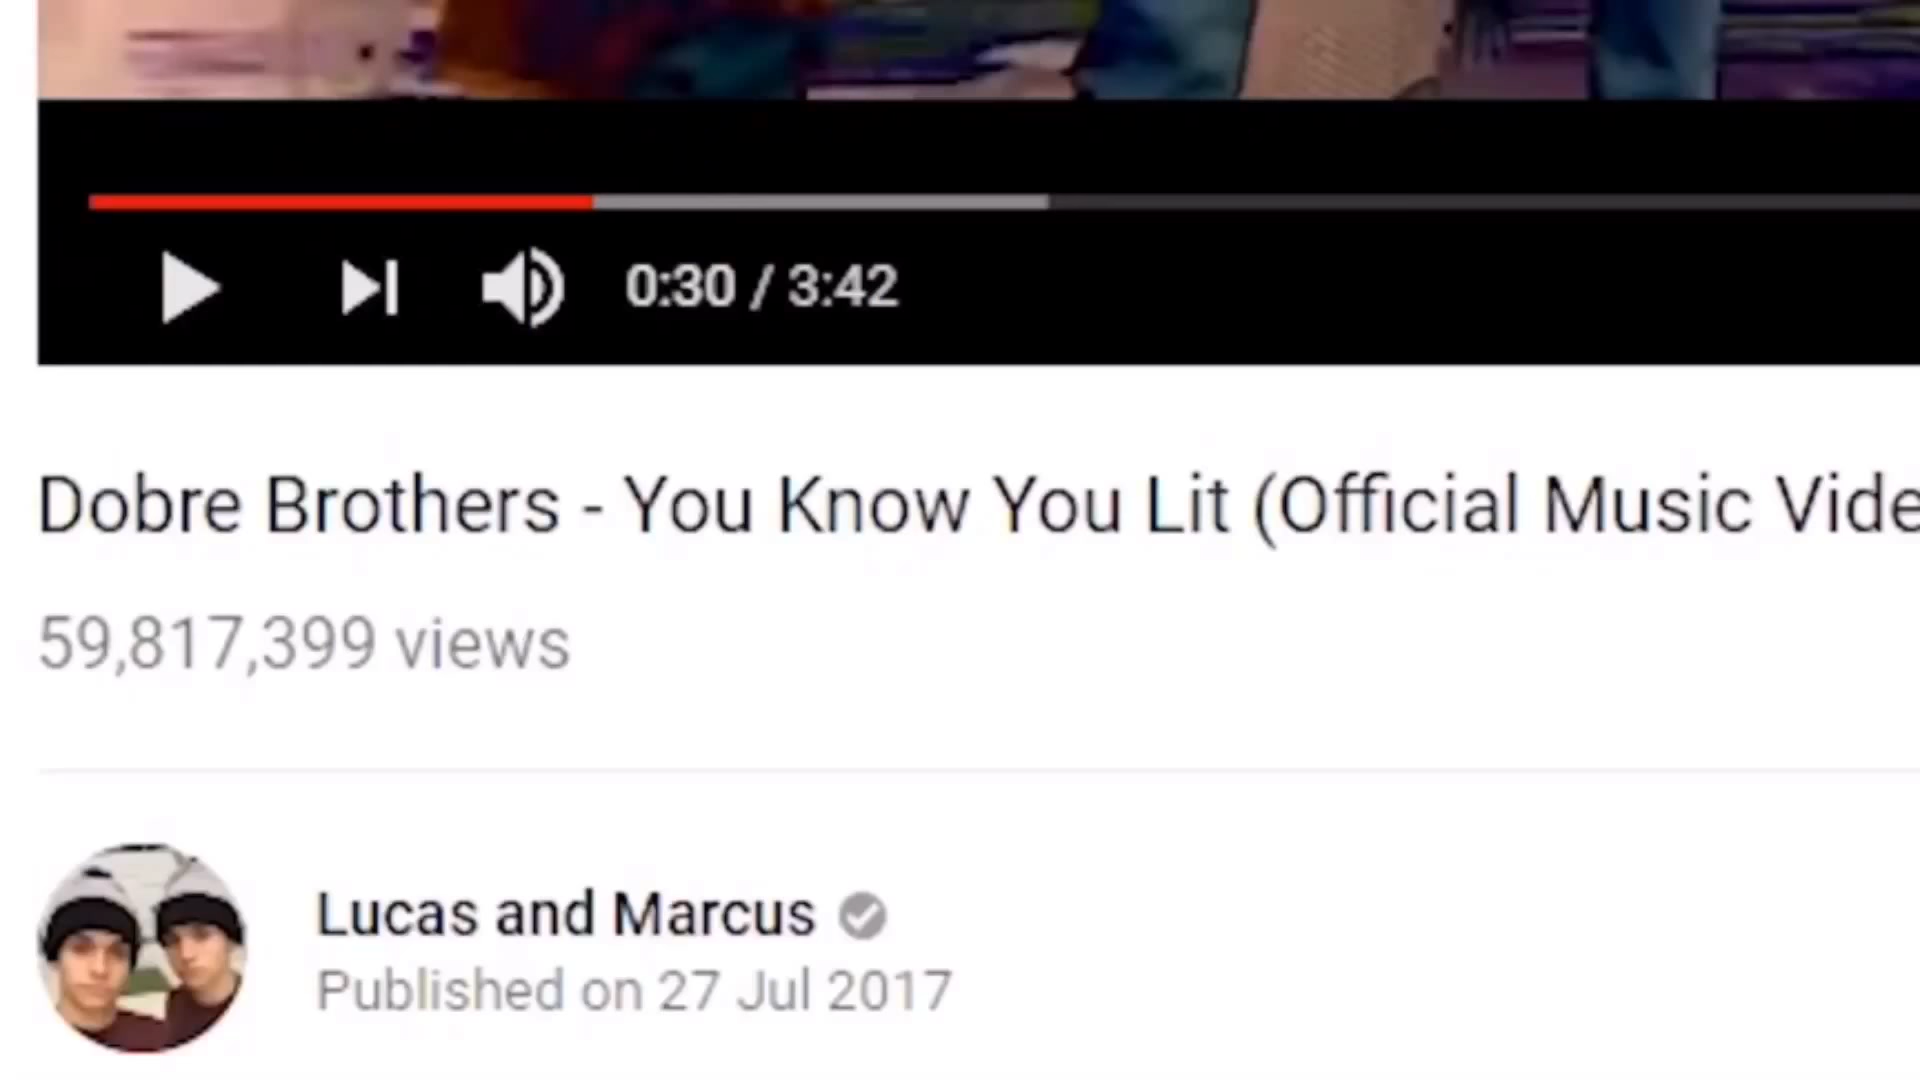 0:30 / 3:42
Dobre Brothers - You Know You Lit (Official Music Vide
59,817,399 views
Lucas and Marcus
Published on 27 Jul 2017